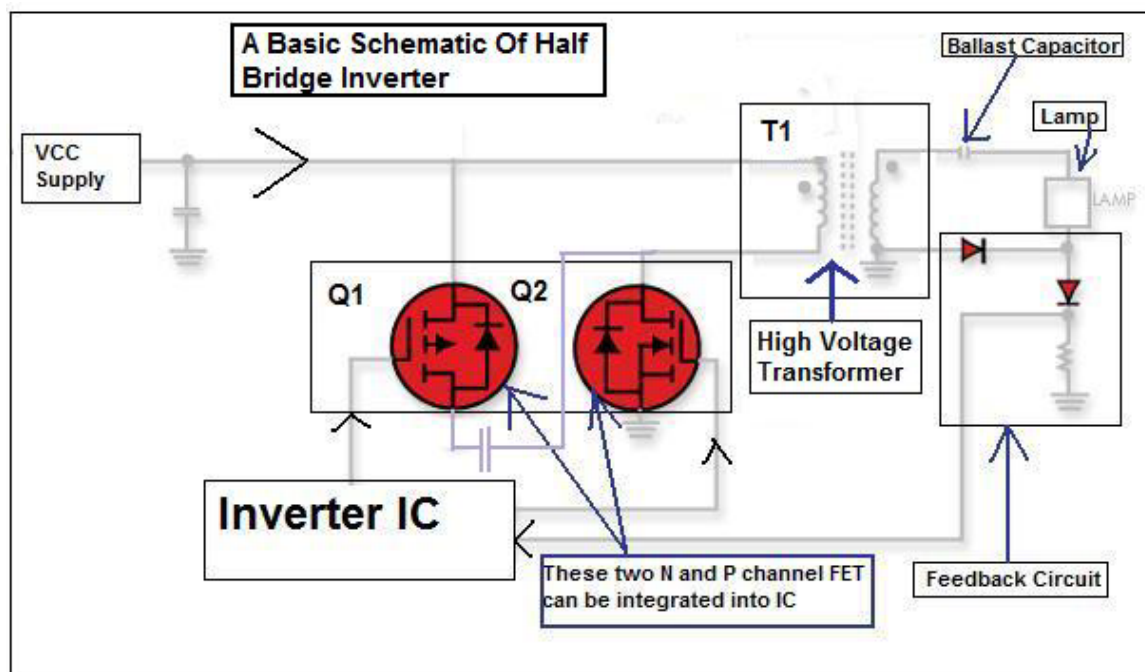 A Basic Schematic Of Half
Bridge Inverter
Ballast Capacitor
Lamp
T1
VCC
Supply
LAMP
Q1
Q2
High Voltage
Transformer
Inverter IC
These two N and P channel FET
can be integrated into IC
Feedback Circuit